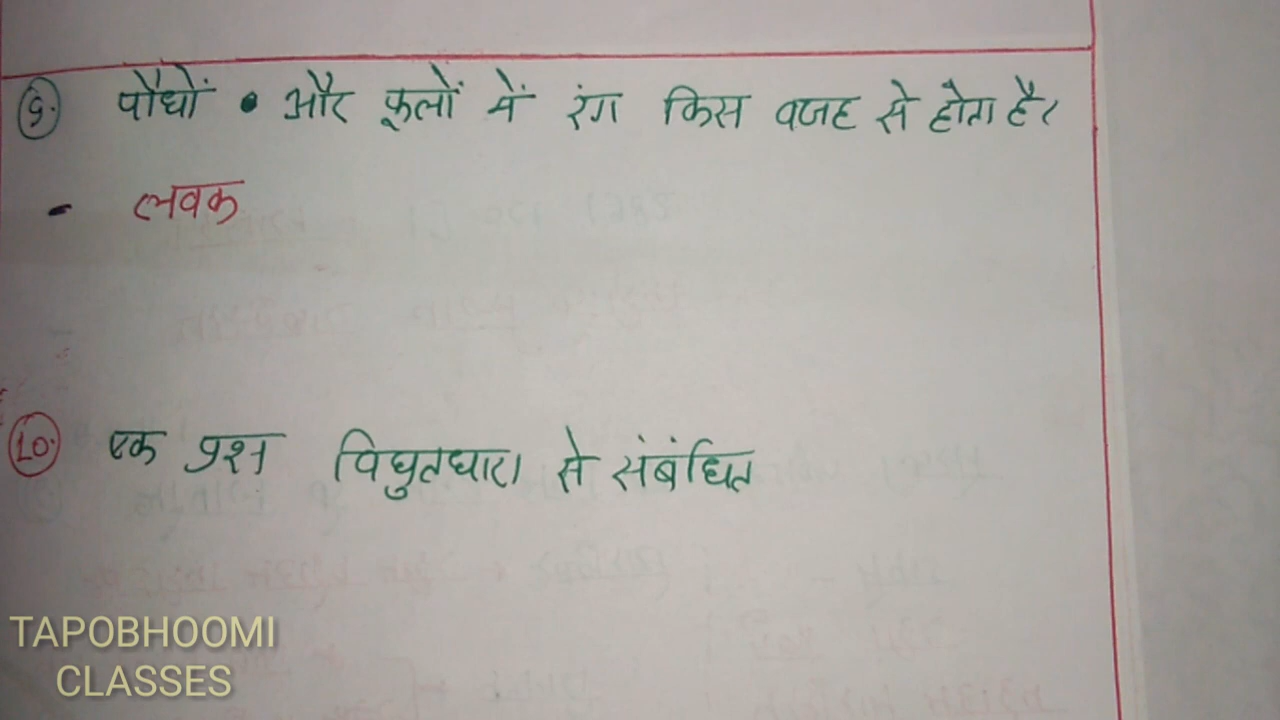 9. पौधों • और फूलों में रंग किस वजह से होता है।
- लवक
10. एक प्रश्न विधुतधारा से संबंधित
TAPOBHOOMI
CLASSES